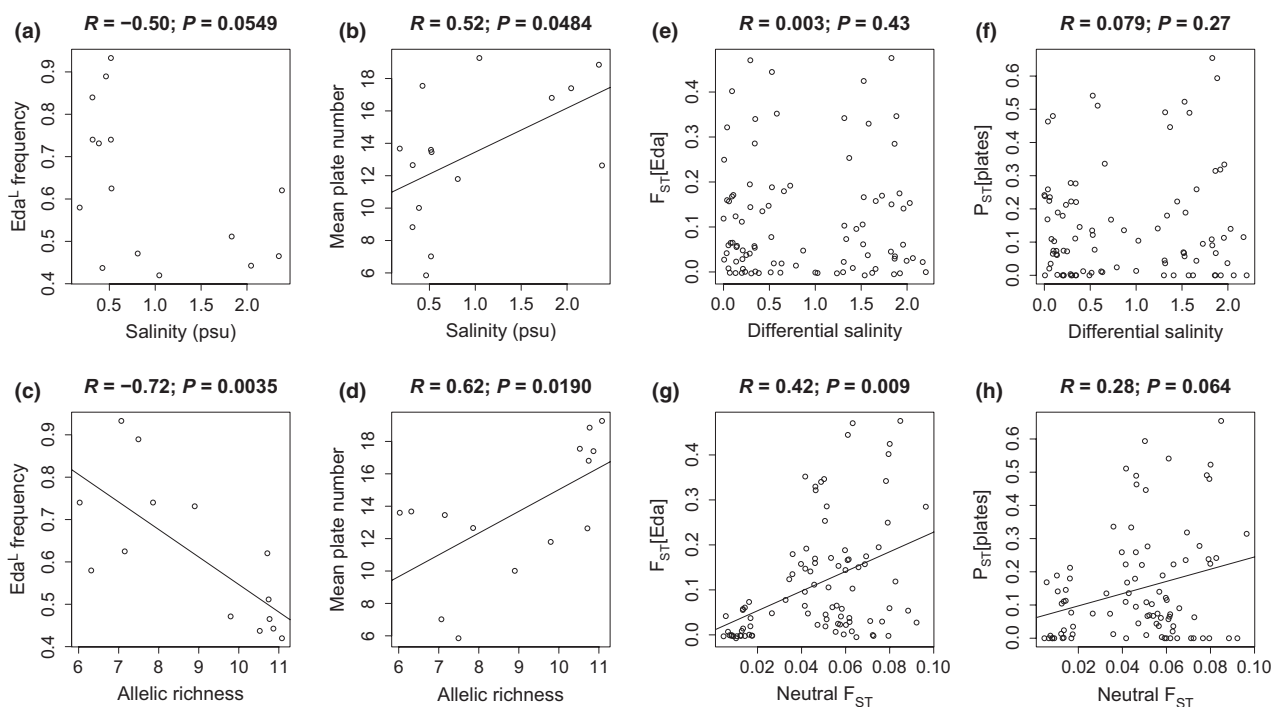 (a) R = −0.50; P = 0.0549
Eda^L frequency
0.9
0.8
0.7
0.6
0.5
0.4
0.5 1.0 1.5 2.0
Salinity (psu)
(b) R = 0.52; P = 0.0484
Mean plate number
18
16
14
12
10
8
6
0.5 1.0 1.5 2.0
Salinity (psu)
(e) R = 0.003; P = 0.43
F_ST[Eda]
0.4
0.3
0.2
0.1
0.0
0.0 0.5 1.0 1.5 2.0
Differential salinity
(f) R = 0.079; P = 0.27
P_ST[plates]
0.6
0.5
0.4
0.3
0.2
0.1
0.0
0.0 0.5 1.0 1.5 2.0
Differential salinity
(c) R = −0.72; P = 0.0035
Eda^L frequency
0.9
0.8
0.7
0.6
0.5
0.4
6 7 8 9 10 11
Allelic richness
(d) R = 0.62; P = 0.0190
Mean plate number
18
16
14
12
10
8
6
6 7 8 9 10 11
Allelic richness
(g) R = 0.42; P = 0.009
F_ST[Eda]
0.4
0.3
0.2
0.1
0.0
0.02 0.04 0.06 0.08 0.10
Neutral F_ST
(h) R = 0.28; P = 0.064
P_ST[plates]
0.6
0.5
0.4
0.3
0.2
0.1
0.0
0.02 0.04 0.06 0.08 0.10
Neutral F_ST